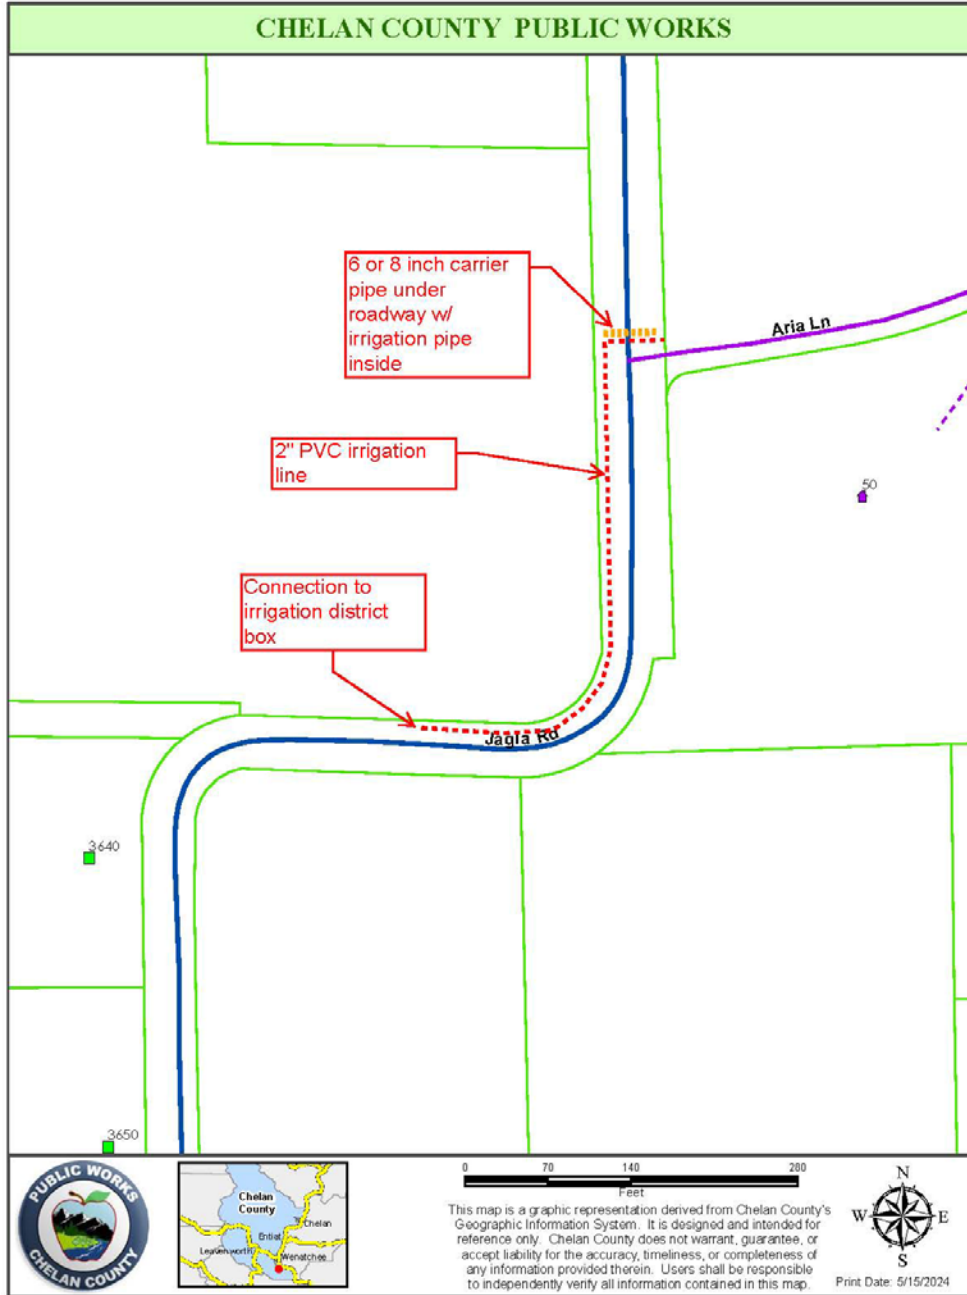 CHELAN COUNTY PUBLIC WORKS
6 or 8 inch carrier
pipe under
roadway w/
irrigation pipe
inside
Aria Ln
2" PVC irrigation
line
50
Connection to
irrigation district
box
Jagla Rd
3640
3650
PUBLIC WORKS
CHELAN COUNTY
Chelan
County
Chelan
Entiat
Leavenworth
Wenatchee
0 70 140 280
Feet
This map is a graphic representation derived from Chelan County's
Geographic Information System. It is designed and intended for
reference only. Chelan County does not warrant, guarantee, or
accept liability for the accuracy, timeliness, or completeness of
any information provided therein. Users shall be responsible
to independently verify all information contained in this map.
N
W E
S
Print Date: 5/15/2024